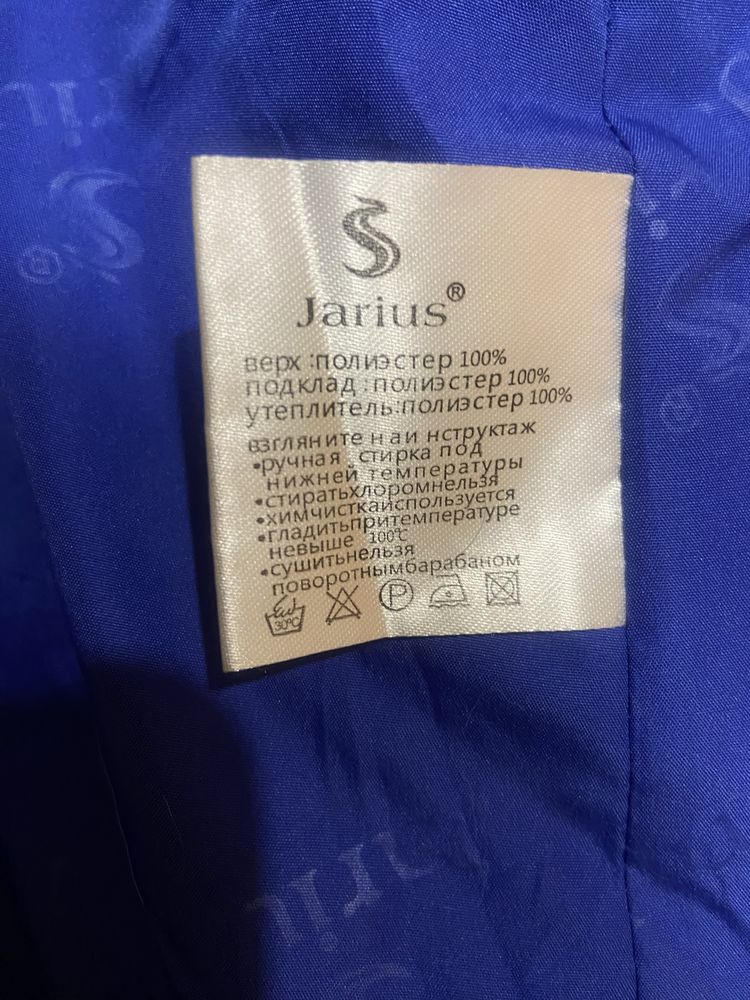 Jarius®
верх :полиэстер 100%
подклад :полиэстер 100%
утеплитель:полиэстер 100%
взгляните н аи нструктаж
•ручная стирка под
нижней температуры
•стиратьхлоромнельзя
•химчисткаиспользуется
•гладитьпритемпературе
невыше 100℃
•сушитьнельзя
поворотнымбарабаном
30℃ P